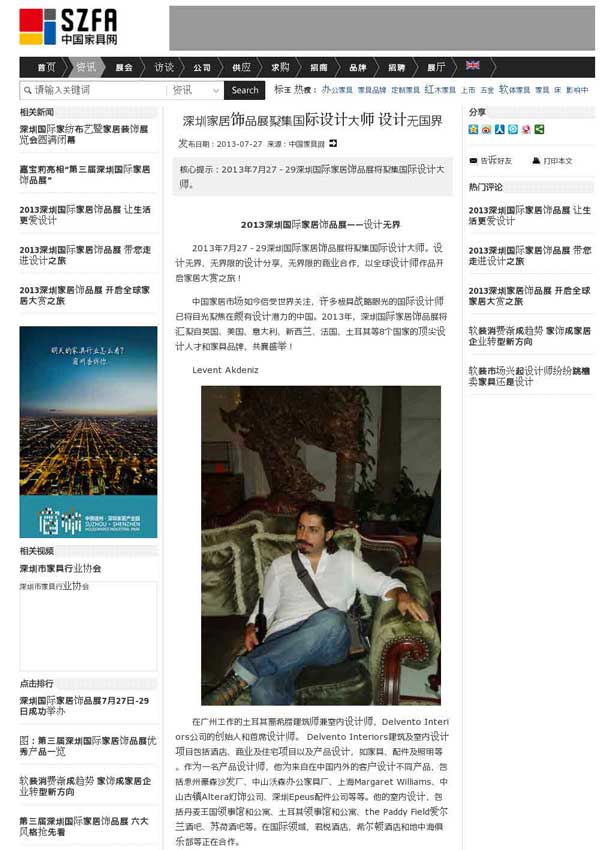 SZFA
中国家具网
首页 资讯 展会 访谈 公司 供应 求购 招商 品牌 招聘 展厅
请输入关键词 资讯 Search 标王 热搜：办公家具 家具品牌 定制家具 红木家具 上市 五金 软体家具 家具 床 影响中
相关新闻
深圳国际家纺布艺暨家居装饰展
览会圆满闭幕
嘉宝莉亮相“第三届深圳国际家居
饰品展”
2013深圳国际家居饰品展 让生活
更爱设计
2013深圳国际家居饰品展 带您走
进设计之旅
2013深圳国际家居饰品展 开启全球家
居大赏之旅
明天的家具行业怎么看?
苏州告诉你
中国苏州·深圳家居产业园
SUZHOU·SHENZHEN
相关视频
深圳市家具行业协会
深圳市家具行业协会
点击排行
深圳国际家居饰品展7月27日-29
日成功举办
图：第三届深圳国际家居饰品展优
秀产品一览
软装消费渐成趋势 家饰成家居企
业转型新方向
第三届深圳国际家居饰品展 六大
风格抢先看
深圳家居饰品展聚集国际设计大师 设计无国界
发布日期：2013-07-27 来源：中国家具网
核心提示：2013年7月27 - 29深圳国际家居饰品展将聚集国际设计大
师。
2013深圳国际家居饰品展——设计无界
2013年7月27 - 29深圳国际家居饰品展将聚集国际设计大师。设
计无界，无界限的设计分享，无界限的商业合作，以全球设计师作品开
启家居大赏之旅！
中国家居市场如今倍受世界关注，许多极具战略眼光的国际设计师
已将目光聚焦在颇有设计潜力的中国。2013年，深圳国际家居饰品展将
汇聚自英国、美国、意大利、新西兰、法国、土耳其等8个国家的顶尖设
计人才和家具品牌，共襄盛举！
Levent Akdeniz
在广州工作的土耳其裔希腊建筑师兼室内设计师，Delvento Interi
ors公司的创始人和首席设计师。 Delvento Interiors建筑及室内设计
项目包括酒店、商业及住宅项目以及产品设计，如家具、配件及照明等
。作为一名产品设计师，他为来自在中国内外的客户设计不同产品，包
括惠州豪森沙发厂、中山沃森办公家具厂、上海Margaret Williams、中
山古镇Altera灯饰公司、深圳Epeus配件公司等等。他的室内设计，包
括丹麦王国领事馆和公寓、土耳其领事馆和公寓、the Paddy Field爱尔
兰酒吧、苏荷酒吧等。在国际领域，君悦酒店，希尔顿酒店和地中海俱
乐部等正在合作。
分享
告诉好友 打印本文
热门评论
2013深圳国际家居饰品展 让生
活更爱设计
2013深圳国际家居饰品展 带您
走进设计之旅
2013深圳国际家居饰品展 开启
全球家居大赏之旅
软装消费渐成趋势 家饰成家居
企业转型新方向
软装市场兴起设计师纷纷跳槽
卖家具还是设计